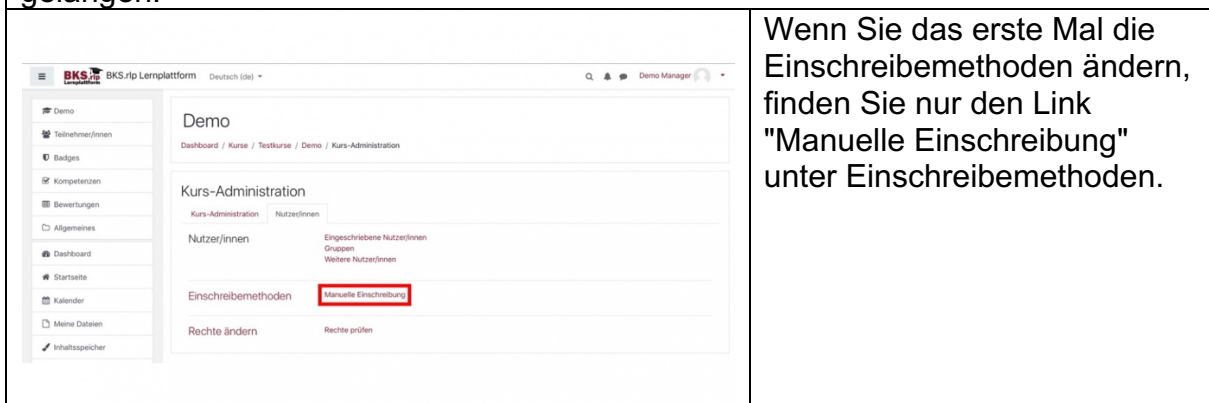 gelangen.
Wenn Sie das erste Mal die
Einschreibemethoden ändern,
finden Sie nur den Link
"Manuelle Einschreibung"
unter Einschreibemethoden.
BKS.rlp Lernplattform
BKS.rlp Lernplattform Deutsch (de)
Demo Manager
Demo
Teilnehmer/innen
Badges
Kompetenzen
Bewertungen
Allgemeines
Dashboard
Startseite
Kalender
Meine Dateien
Inhaltsspeicher
Demo
Dashboard / Kurse / Testkurse / Demo / Kurs-Administration
Kurs-Administration
Kurs-Administration Nutzer/innen
Nutzer/innen
Eingeschriebene Nutzer/innen
Gruppen
Weitere Nutzer/innen
Einschreibemethoden Manuelle Einschreibung
Rechte ändern Rechte prüfen